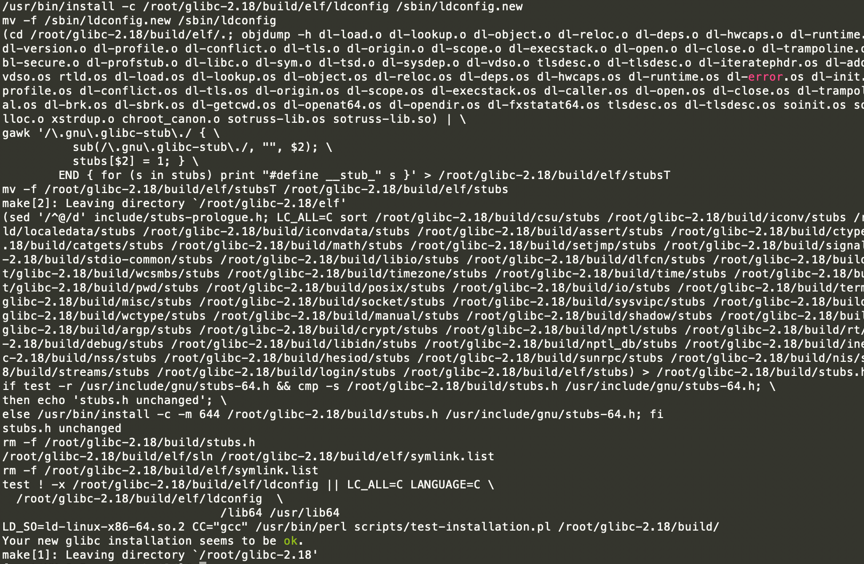 /usr/bin/install -c /root/glibc-2.18/build/elf/ldconfig /sbin/ldconfig.new
mv -f /sbin/ldconfig.new /sbin/ldconfig
(cd /root/glibc-2.18/build/elf/.; objdump -h dl-load.o dl-lookup.o dl-object.o dl-reloc.o dl-deps.o dl-hwcaps.o dl-runtime.
dl-version.o dl-profile.o dl-conflict.o dl-tls.o dl-origin.o dl-scope.o dl-execstack.o dl-open.o dl-close.o dl-trampoline.
bl-secure.o dl-profstub.o dl-libc.o dl-sym.o dl-tsd.o dl-sysdep.o dl-vdso.o tlsdesc.o dl-tlsdesc.o dl-iteratephdr.o dl-add
vdso.os rtld.os dl-load.os dl-lookup.os dl-object.os dl-reloc.os dl-deps.os dl-hwcaps.os dl-runtime.os dl-error.os dl-init
profile.os dl-conflict.os dl-tls.os dl-origin.os dl-scope.os dl-execstack.os dl-caller.os dl-open.os dl-close.os dl-trampol
al.os dl-brk.os dl-sbrk.os dl-getcwd.os dl-openat64.os dl-opendir.os dl-fxstatat64.os tlsdesc.os dl-tlsdesc.os soinit.os so
lloc.o xstrdup.o chroot_canon.o sotruss-lib.os sotruss-lib.so) | \
gawk '/\.gnu\.glibc-stub\./ { \
sub(/\.gnu\.glibc-stub\./, "", $2); \
stubs[$2] = 1; } \
END { for (s in stubs) print "#define __stub_" s }' > /root/glibc-2.18/build/elf/stubsT
mv -f /root/glibc-2.18/build/elf/stubsT /root/glibc-2.18/build/elf/stubs
make[2]: Leaving directory `/root/glibc-2.18/elf'
(sed '/^@/d' include/stubs-prologue.h; LC_ALL=C sort /root/glibc-2.18/build/csu/stubs /root/glibc-2.18/build/iconv/stubs /r
ld/localedata/stubs /root/glibc-2.18/build/iconvdata/stubs /root/glibc-2.18/build/assert/stubs /root/glibc-2.18/build/ctype
.18/build/catgets/stubs /root/glibc-2.18/build/math/stubs /root/glibc-2.18/build/setjmp/stubs /root/glibc-2.18/build/signa
-2.18/build/stdio-common/stubs /root/glibc-2.18/build/libio/stubs /root/glibc-2.18/build/dlfcn/stubs /root/glibc-2.18/build
t/glibc-2.18/build/wcsmbs/stubs /root/glibc-2.18/build/timezone/stubs /root/glibc-2.18/build/time/stubs /root/glibc-2.18/b
t/glibc-2.18/build/pwd/stubs /root/glibc-2.18/build/posix/stubs /root/glibc-2.18/build/io/stubs /root/glibc-2.18/build/term
glibc-2.18/build/misc/stubs /root/glibc-2.18/build/socket/stubs /root/glibc-2.18/build/sysvipc/stubs /root/glibc-2.18/build
glibc-2.18/build/wctype/stubs /root/glibc-2.18/build/manual/stubs /root/glibc-2.18/build/shadow/stubs /root/glibc-2.18/buil
glibc-2.18/build/argp/stubs /root/glibc-2.18/build/crypt/stubs /root/glibc-2.18/build/nptl/stubs /root/glibc-2.18/build/rt/
-2.18/build/debug/stubs /root/glibc-2.18/build/libidn/stubs /root/glibc-2.18/build/nptl_db/stubs /root/glibc-2.18/build/ine
c-2.18/build/nss/stubs /root/glibc-2.18/build/hesiod/stubs /root/glibc-2.18/build/sunrpc/stubs /root/glibc-2.18/build/nis/s
8/build/streams/stubs /root/glibc-2.18/build/login/stubs /root/glibc-2.18/build/elf/stubs) > /root/glibc-2.18/build/stubs.h
if test -r /usr/include/gnu/stubs-64.h && cmp -s /root/glibc-2.18/build/stubs.h /usr/include/gnu/stubs-64.h; \
then echo 'stubs.h unchanged'; \
else /usr/bin/install -c -m 644 /root/glibc-2.18/build/stubs.h /usr/include/gnu/stubs-64.h; fi
stubs.h unchanged
rm -f /root/glibc-2.18/build/stubs.h
/root/glibc-2.18/build/elf/sln /root/glibc-2.18/build/elf/symlink.list
rm -f /root/glibc-2.18/build/elf/symlink.list
test ! -x /root/glibc-2.18/build/elf/ldconfig || LC_ALL=C LANGUAGE=C \
/root/glibc-2.18/build/elf/ldconfig \
/lib64 /usr/lib64
LD_SO=ld-linux-x86-64.so.2 CC="gcc" /usr/bin/perl scripts/test-installation.pl /root/glibc-2.18/build/
Your new glibc installation seems to be ok.
make[1]: Leaving directory `/root/glibc-2.18'